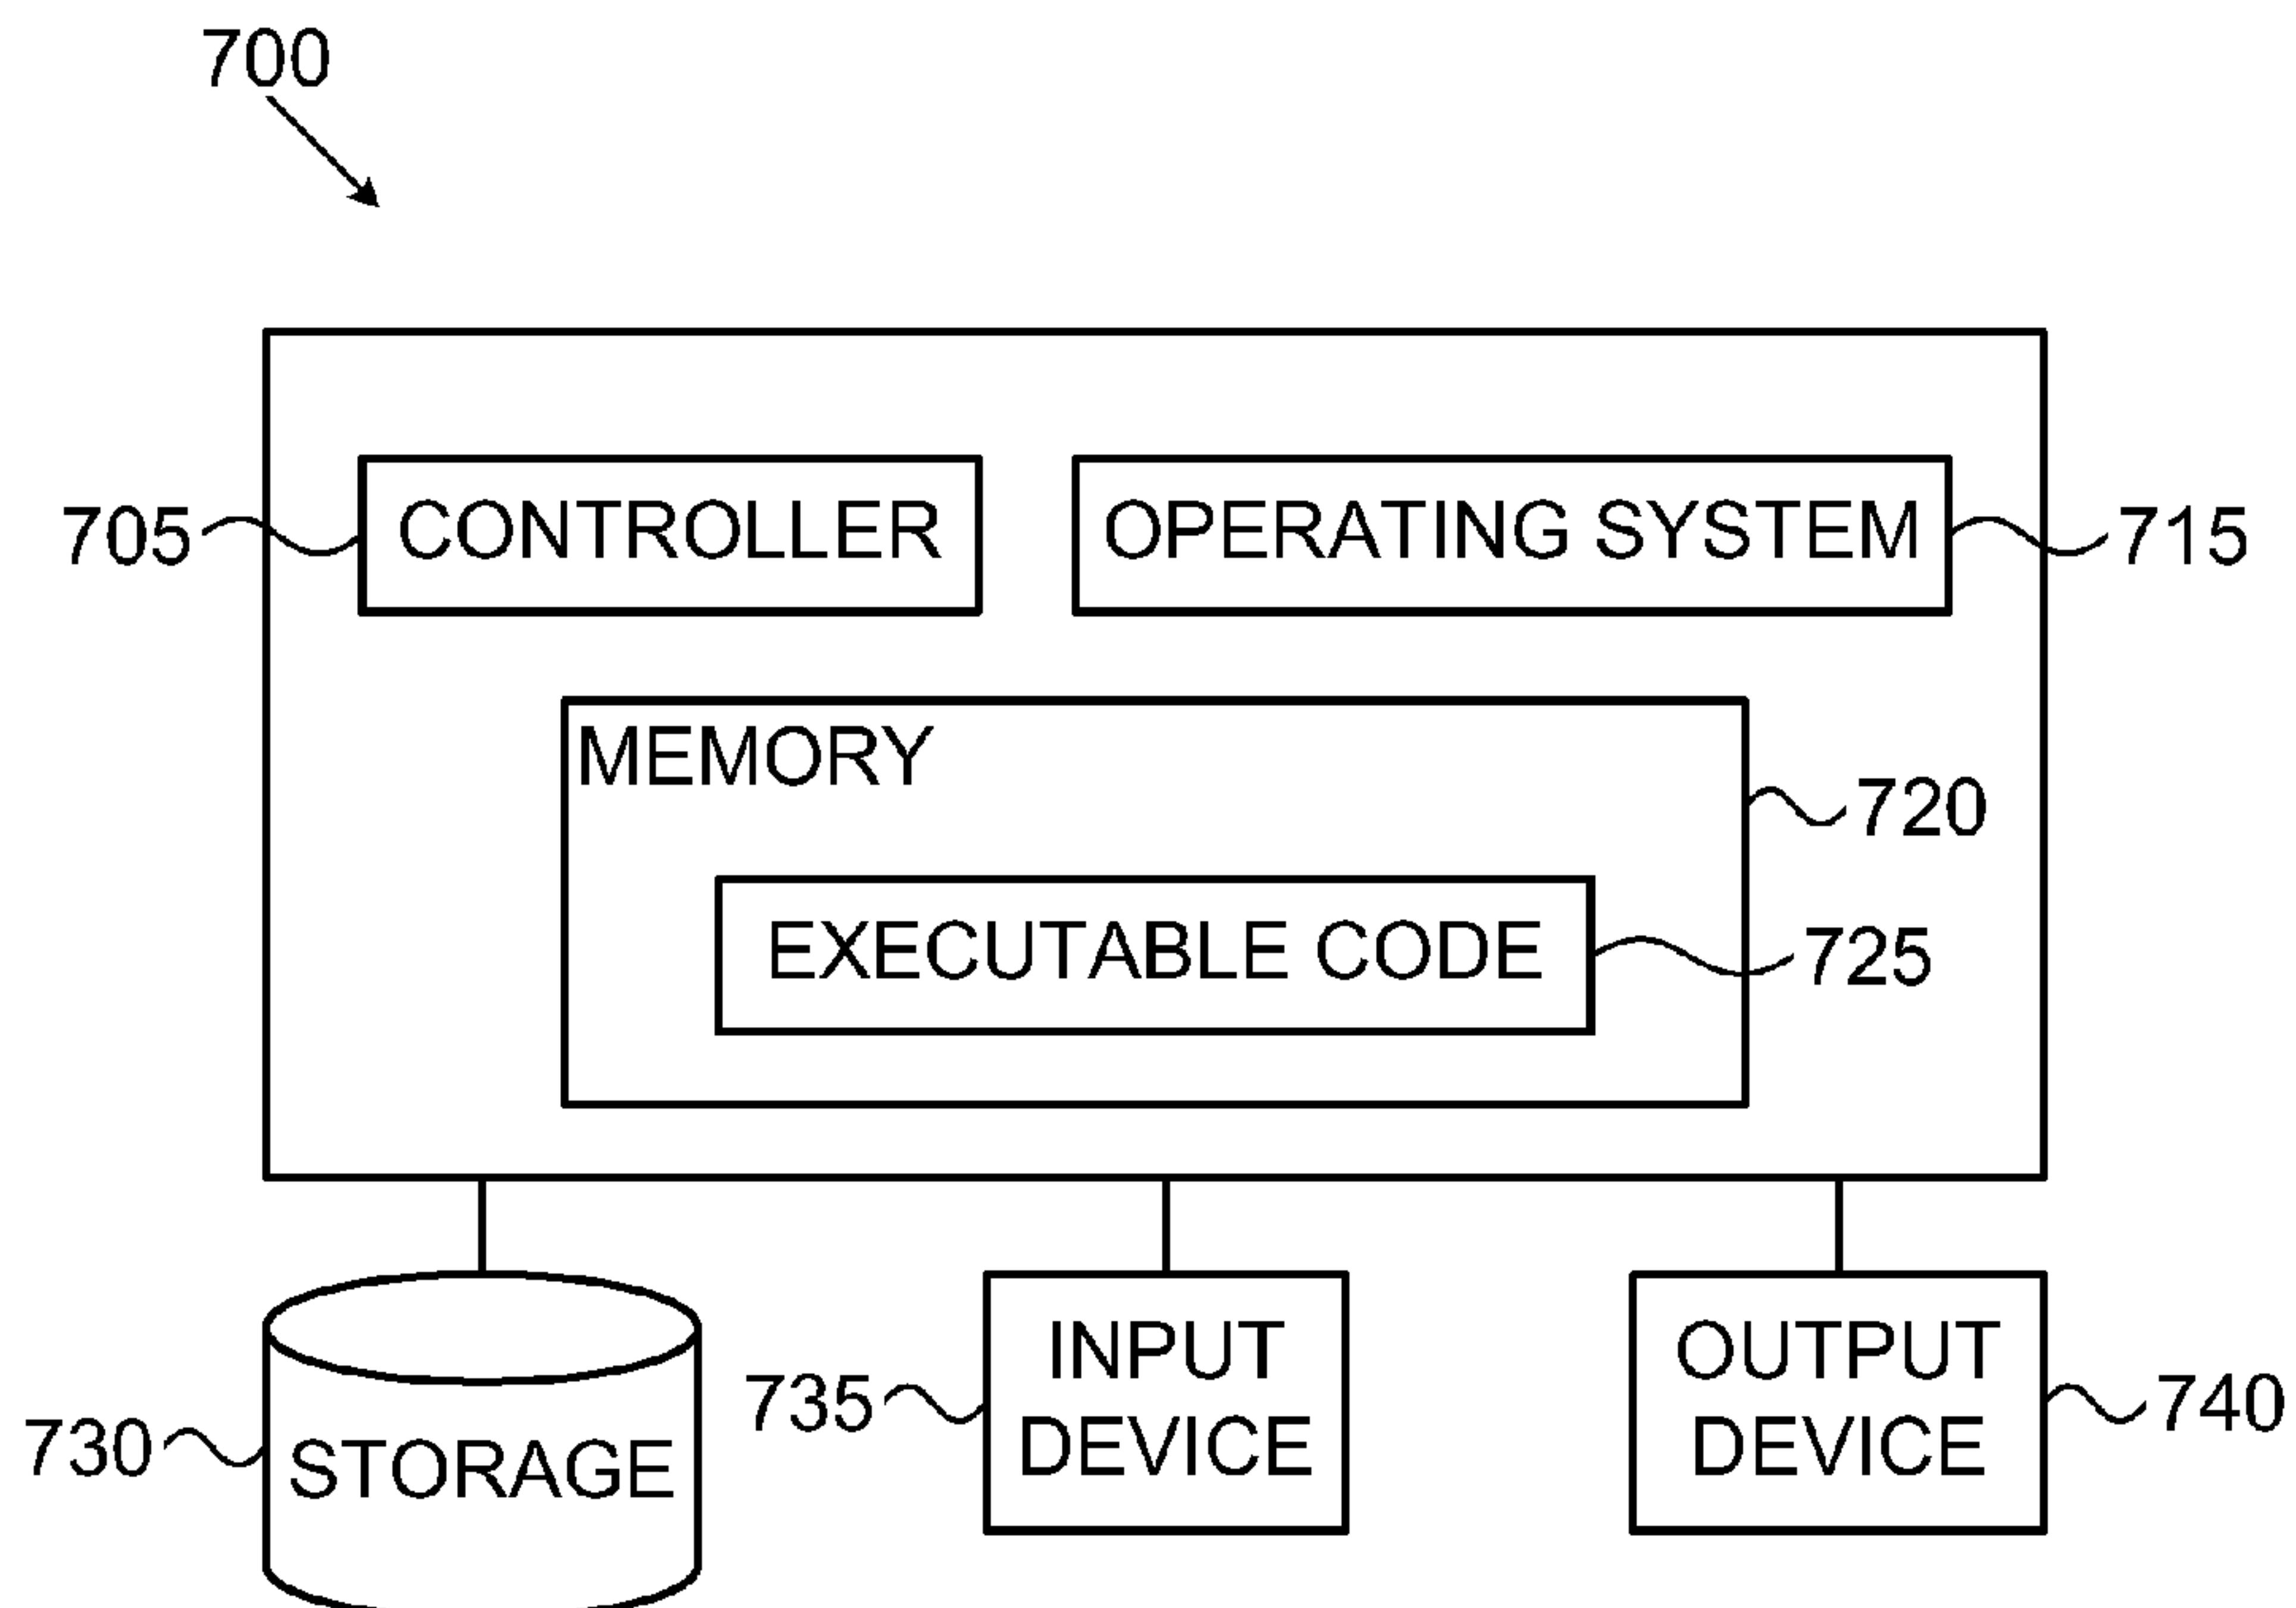 700
705
CONTROLLER
OPERATING SYSTEM
715
MEMORY
720
EXECUTABLE CODE
725
730
STORAGE
735
INPUT
DEVICE
OUTPUT
DEVICE
740